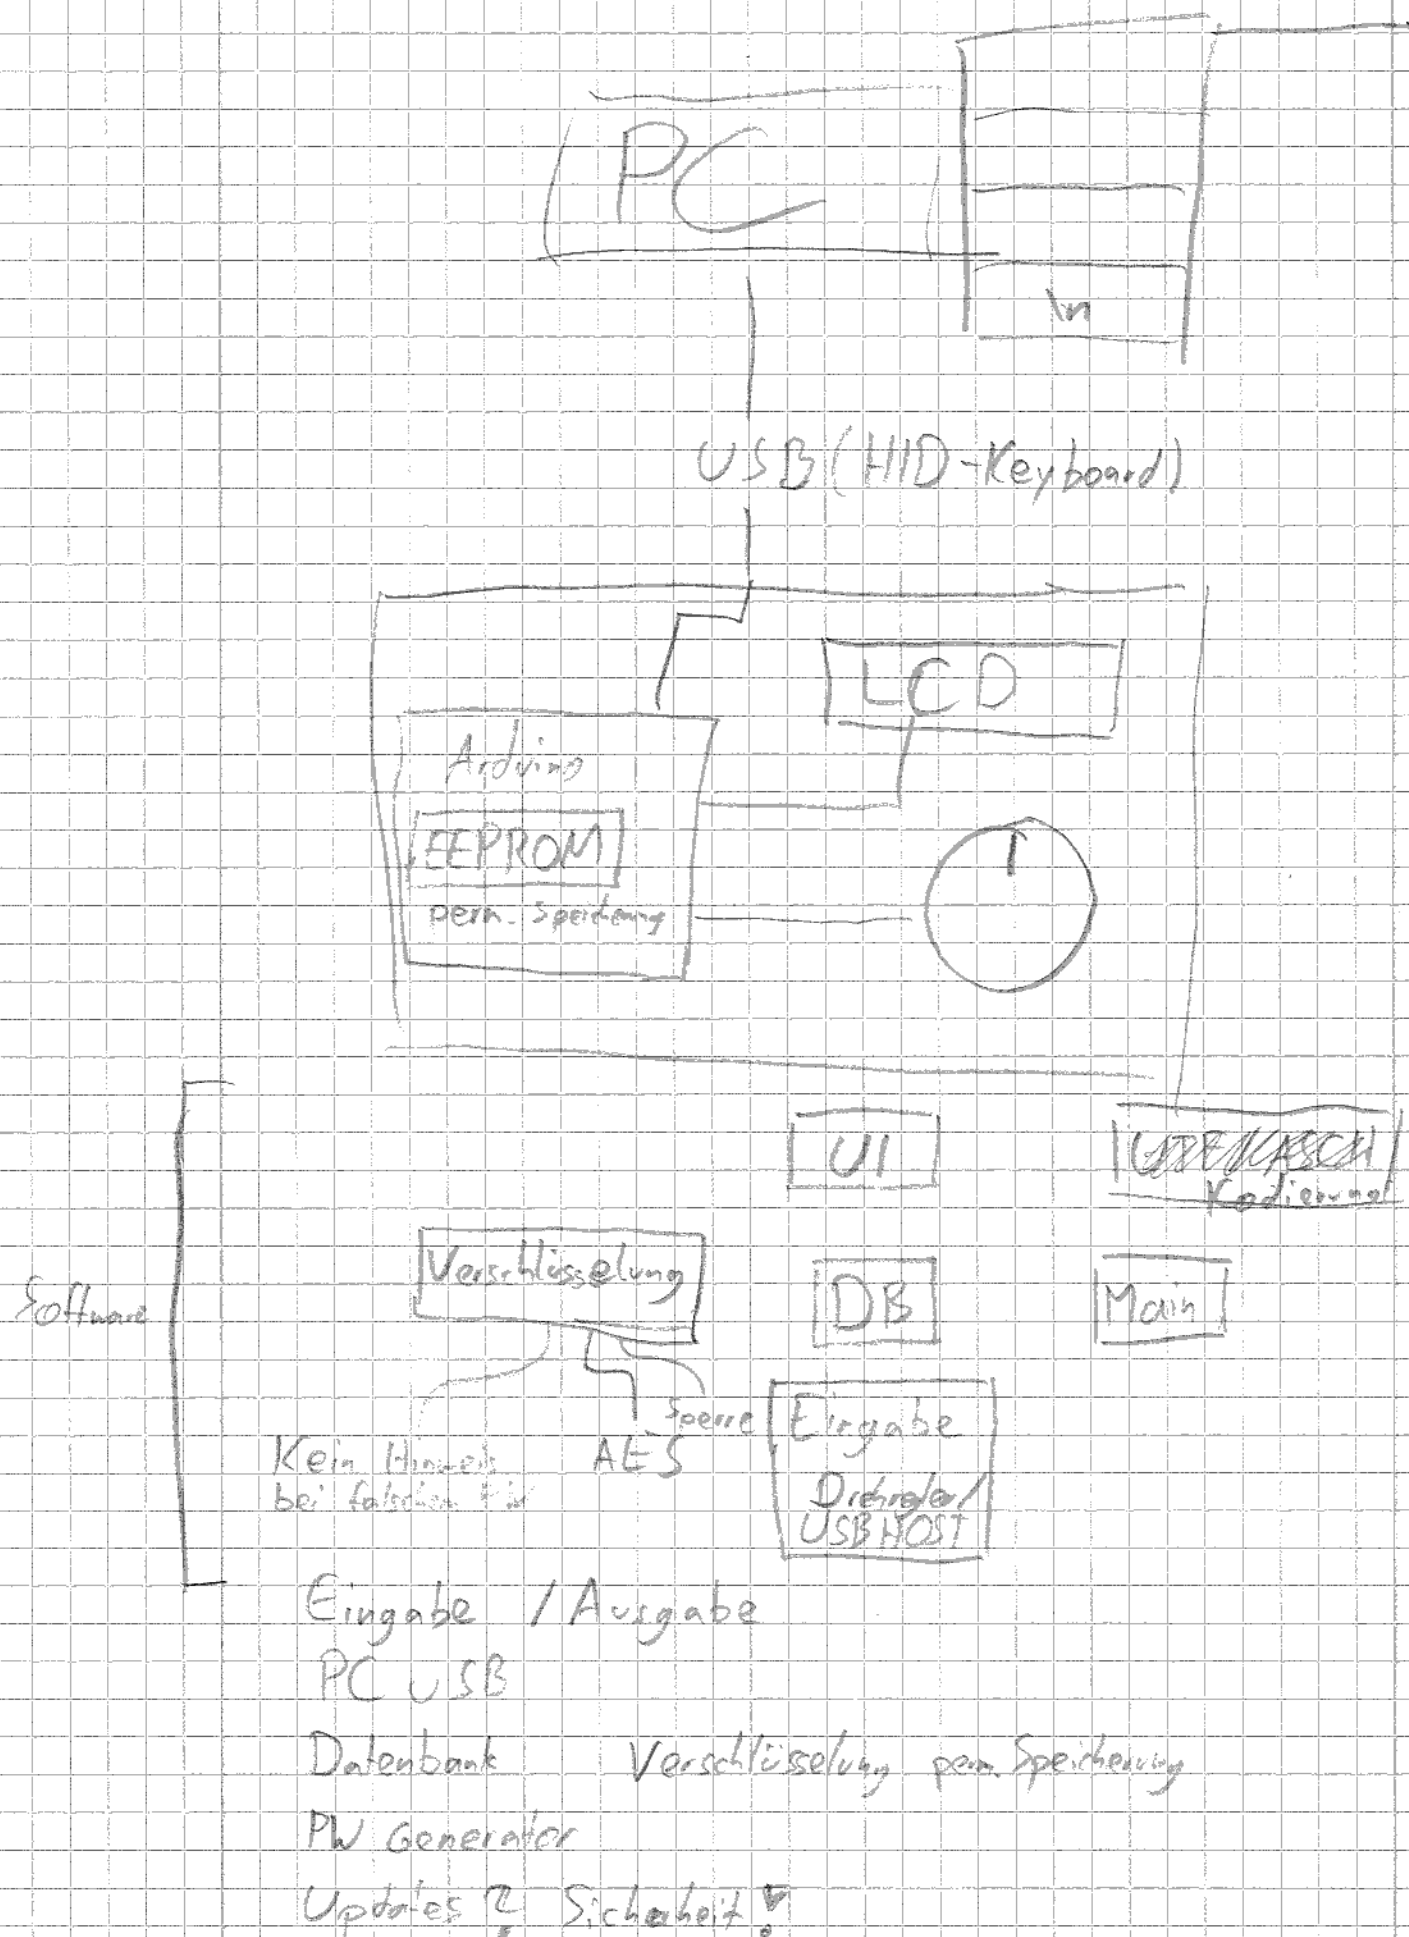 PC
\n
USB (HID-Keyboard)
LCD
Arduino
EEPROM
perm. Speicherung
UI
Kodierung
Verschlüsselung
DB
Main
Software
Sperre
AES
Eingabe
Kein Hinweis
bei falschem
Drehregler/
USB HOST
Eingabe / Ausgabe
PC USB
Datenbank Verschlüsselung perm. Speicherung
PW Generator
Updates? Sicherheit!